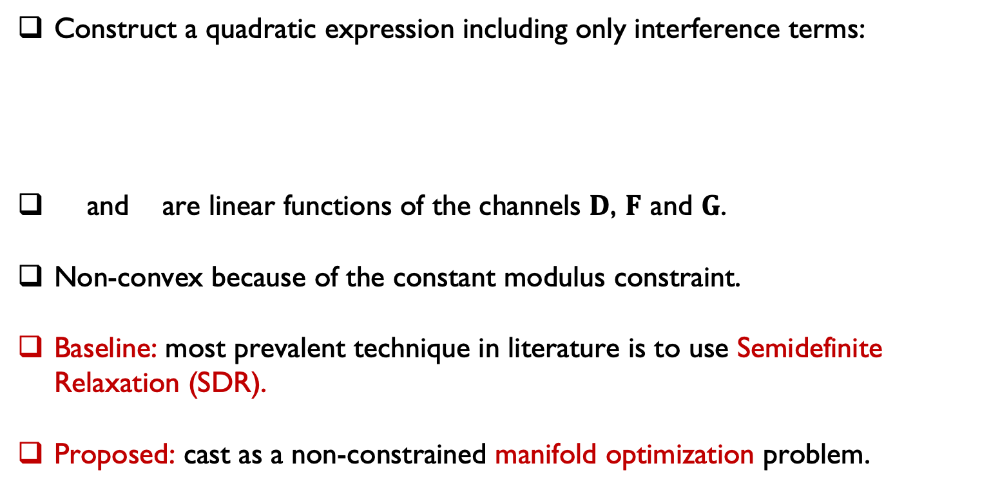 ❑ Construct a quadratic expression including only interference terms:
❑ and are linear functions of the channels D, F and G.
❑ Non-convex because of the constant modulus constraint.
❑ Baseline: most prevalent technique in literature is to use Semidefinite
Relaxation (SDR).
❑ Proposed: cast as a non-constrained manifold optimization problem.